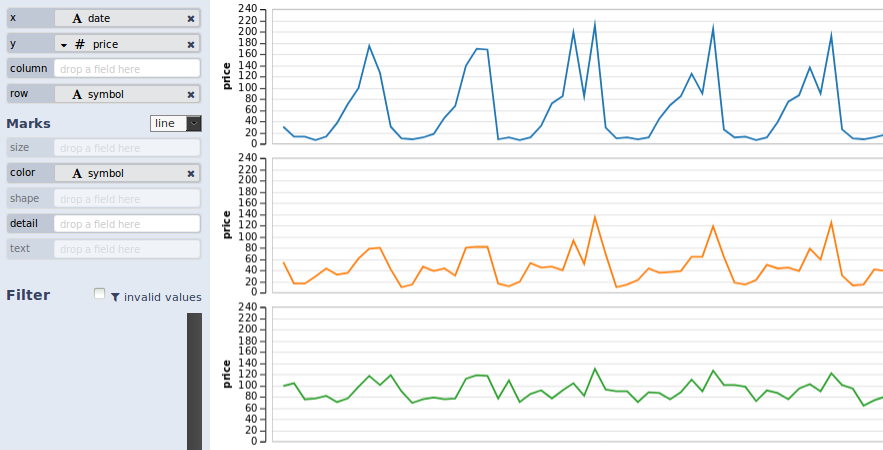 x A date ✖
y # price ✖
column drop a field here
row A symbol ✖
Marks line
size drop a field here
color A symbol ✖
shape drop a field here
detail drop a field here
text drop a field here
Filter invalid values
price
240
220
200
180
160
140
120
100
80
60
40
20
0
price
240
220
200
180
160
140
120
100
80
60
40
20
0
price
240
220
200
180
160
140
120
100
80
60
40
20
0